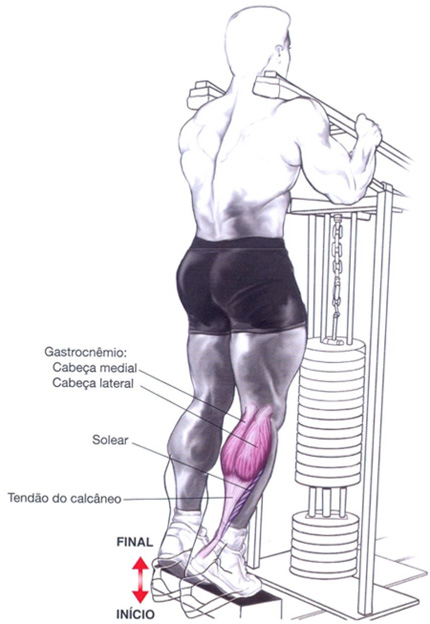 Gastrocnêmio:
Cabeça medial
Cabeça lateral
Solear
Tendão do calcâneo
FINAL
INÍCIO